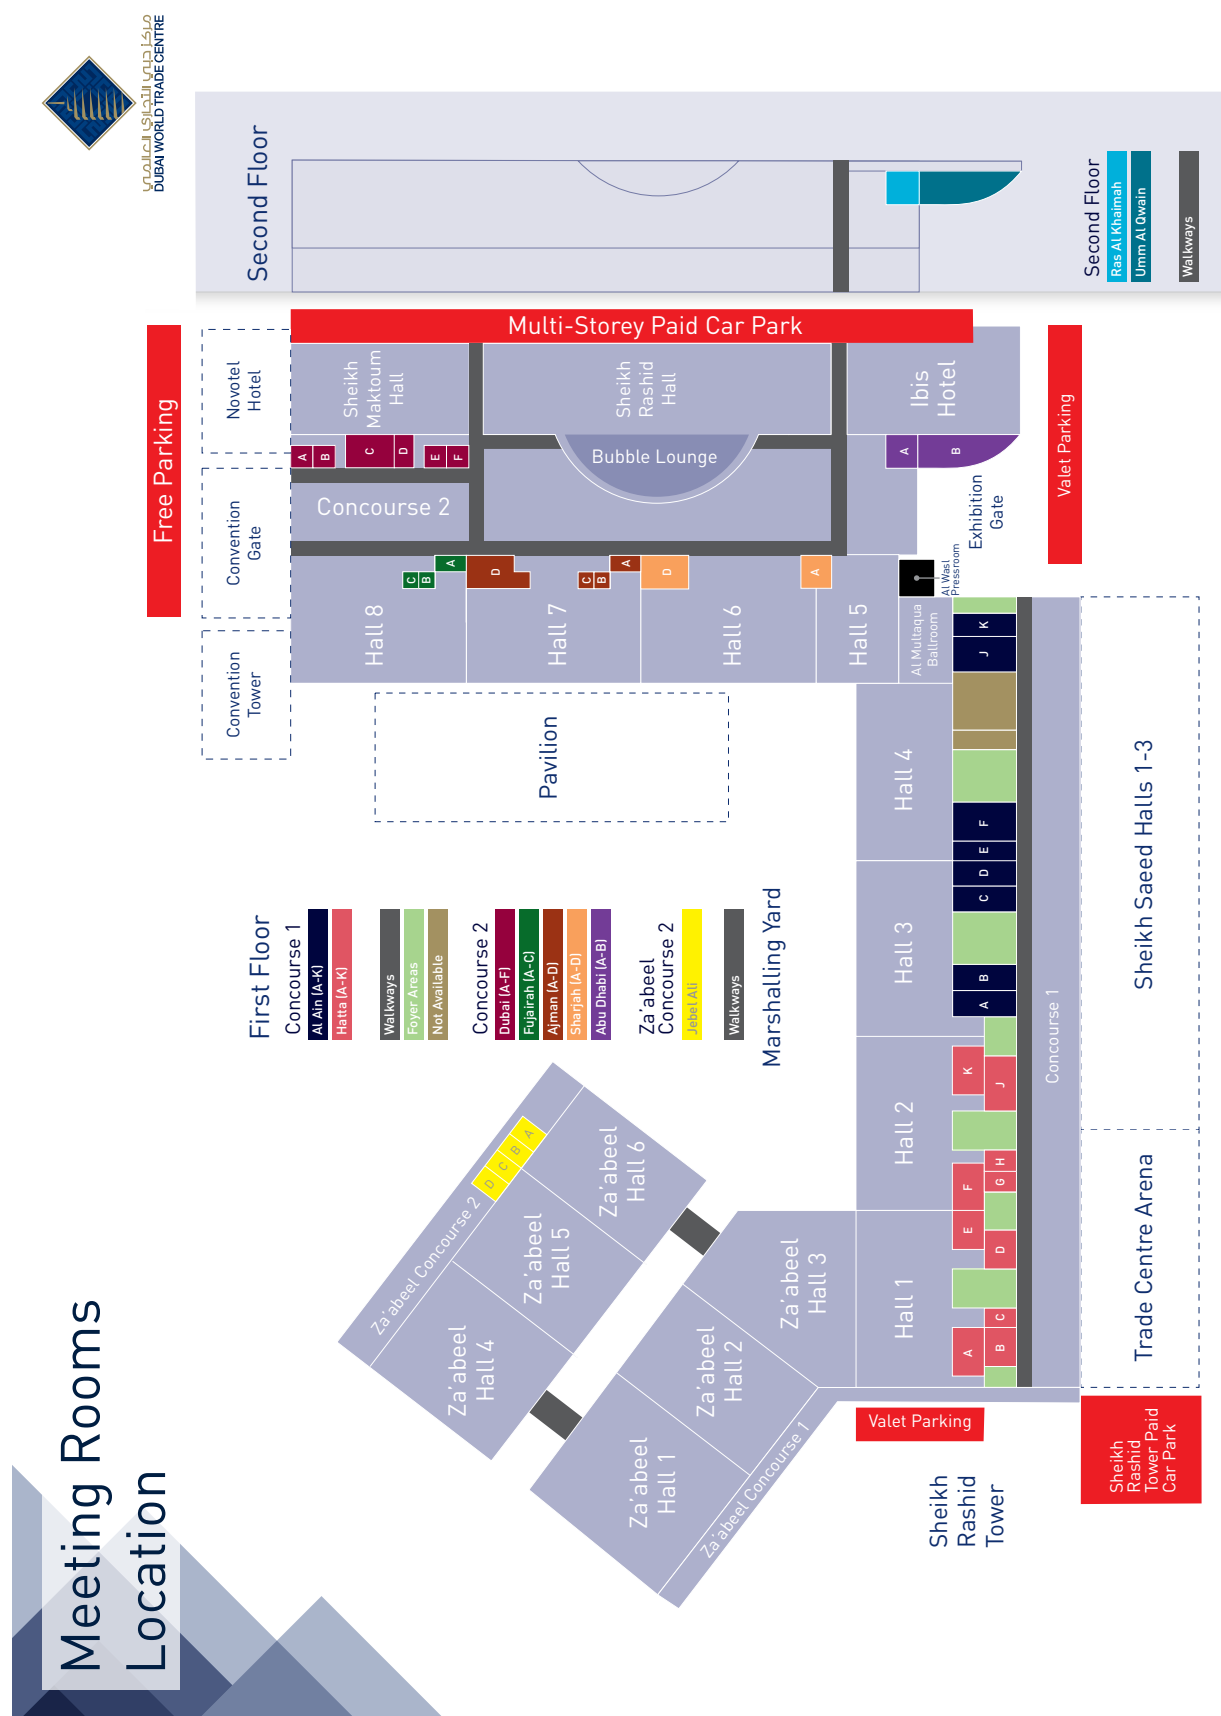 Meeting Rooms
Location
مركز دبي التجاري العالمي
DUBAI WORLD TRADE CENTRE
First Floor
Concourse 1
Al Ain (A-K)
Hatta (A-K)
Walkways
Foyer Areas
Not Available
Concourse 2
Dubai (A-F)
Fujairah (A-C)
Ajman (A-D)
Sharjah (A-D)
Abu Dhabi (A-B)
Za'abeel
Concourse 2
Jebel Ali
Walkways
Marshalling Yard
Second Floor
Second Floor
Ras Al Khaimah
Umm Al Qwain
Walkways
Free Parking
Multi-Storey Paid Car Park
Valet Parking
Novotel
Hotel
Convention
Gate
Convention
Tower
Sheikh
Maktoum
Hall
Sheikh
Rashid
Hall
Ibis
Hotel
A
B
C
D
E
F
Bubble Lounge
A
B
Concourse 2
Exhibition
Gate
C
B
A
D
C
B
A
D
A
Al Wasl
Pressroom
Hall 8
Hall 7
Hall 6
Hall 5
Al Multaqua
Ballroom
Pavilion
Hall 4
Hall 3
Hall 2
Hall 1
K
J
F
E
D
C
B
A
K
J
H
G
F
E
D
C
B
A
Concourse 1
Sheikh Saeed Halls 1-3
Trade Centre Arena
Za'abeel Concourse 2
D
C
B
A
Za'abeel
Hall 4
Za'abeel
Hall 5
Za'abeel
Hall 6
Za'abeel
Hall 1
Za'abeel
Hall 2
Za'abeel
Hall 3
Za'abeel Concourse 1
Valet Parking
Sheikh
Rashid
Tower
Sheikh
Rashid
Tower Paid
Car Park